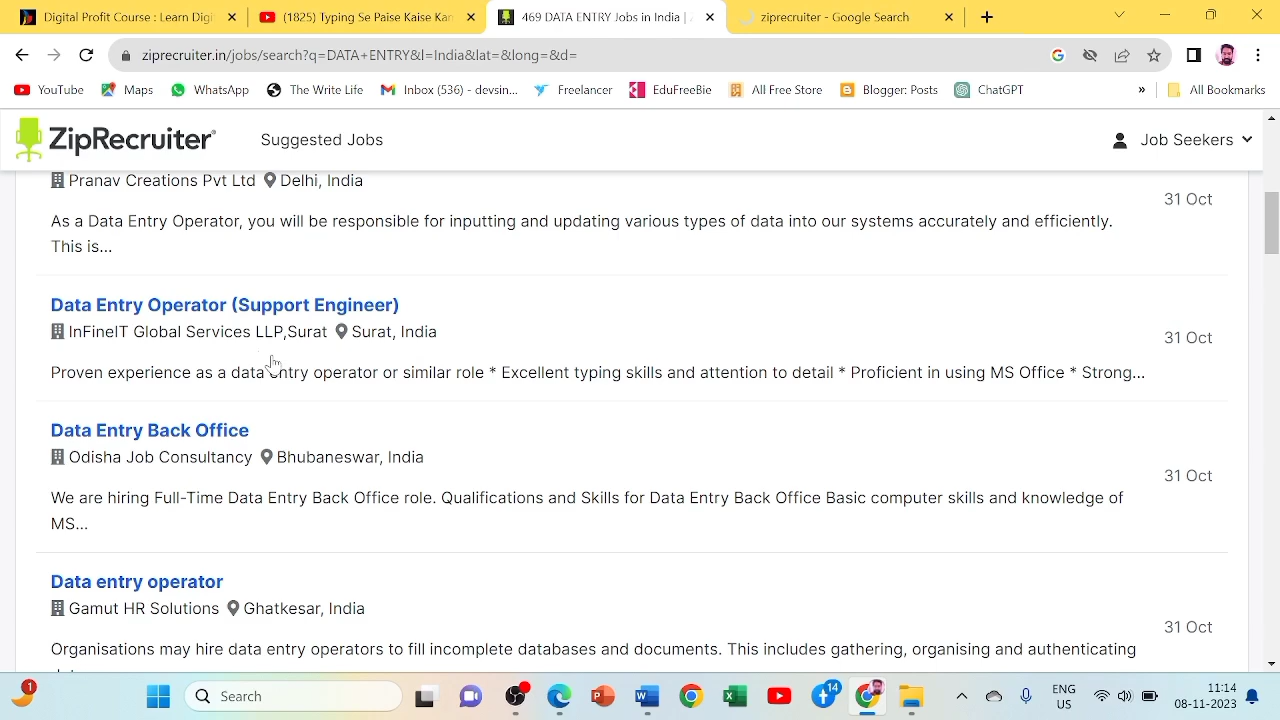 Digital Profit Course : Learn Digi
(1825) Typing Se Paise Kaise Kan
469 DATA ENTRY Jobs in India |
ziprecruiter - Google Search
ziprecruiter.in/jobs/search?q=DATA+ENTRY&l=India&lat=&long=&d=
YouTube Maps WhatsApp The Write Life Inbox (536) - devsin... Freelancer EduFreeBie All Free Store Blogger: Posts ChatGPT » All Bookmarks
ZipRecruiter Suggested Jobs Job Seekers
Pranav Creations Pvt Ltd Delhi, India
31 Oct
As a Data Entry Operator, you will be responsible for inputting and updating various types of data into our systems accurately and efficiently.
This is...
Data Entry Operator (Support Engineer)
InFineIT Global Services LLP,Surat Surat, India
31 Oct
Proven experience as a data entry operator or similar role * Excellent typing skills and attention to detail * Proficient in using MS Office * Strong...
Data Entry Back Office
Odisha Job Consultancy Bhubaneswar, India
31 Oct
We are hiring Full-Time Data Entry Back Office role. Qualifications and Skills for Data Entry Back Office Basic computer skills and knowledge of
MS...
Data entry operator
Gamut HR Solutions Ghatkesar, India
31 Oct
Organisations may hire data entry operators to fill incomplete databases and documents. This includes gathering, organising and authenticating
1
Search
14
ENG
US
11:14
08-11-2023